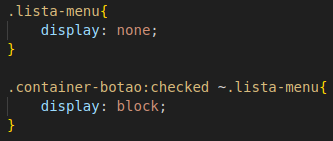 .lista-menu{
    display: none;
}

.container-botao:checked ~.lista-menu{
    display: block;
}